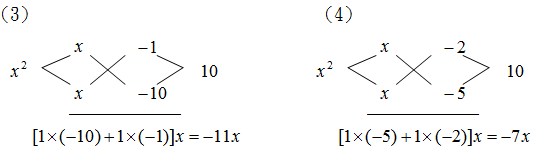 (3) (4)
x -1 x -2
x² 10 x² 10
x -10 x -5
[1×(-10)+1×(-1)]x=-11x [1×(-5)+1×(-2)]x=-7x